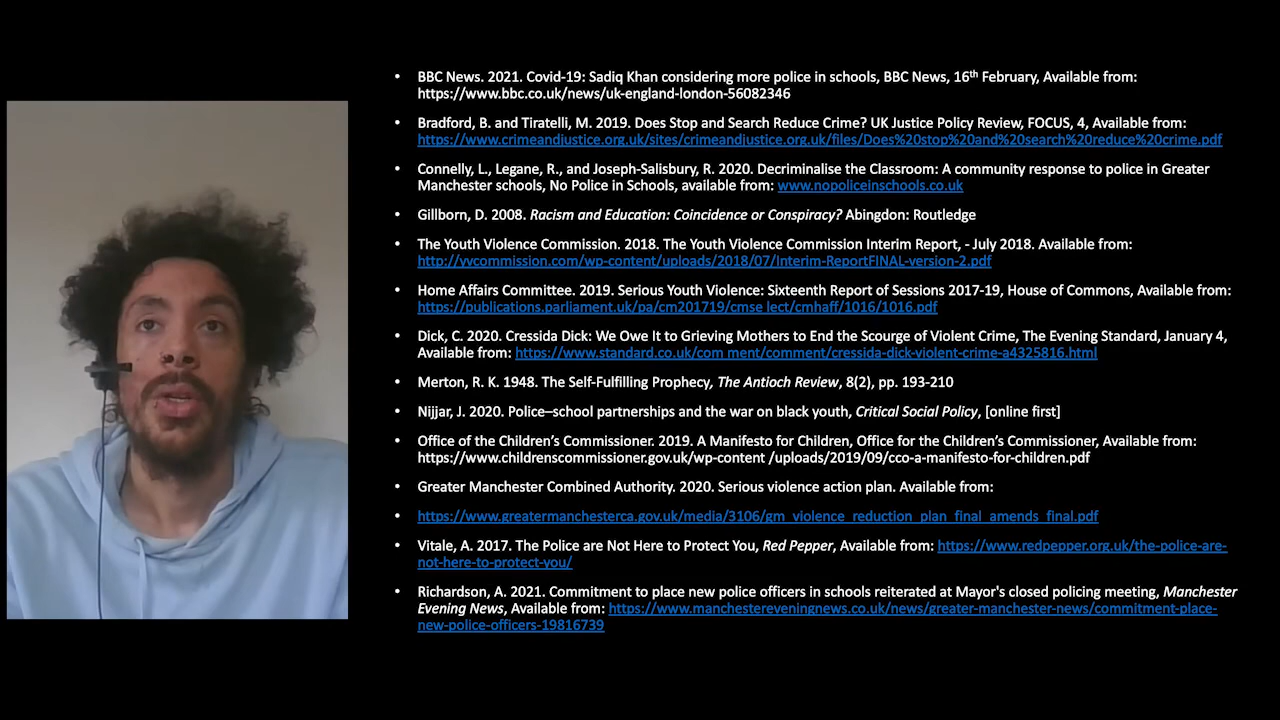 • BBC News. 2021. Covid-19: Sadiq Khan considering more police in schools, BBC News, 16th February, Available from:
https://www.bbc.co.uk/news/uk-england-london-56082346
• Bradford, B. and Tiratelli, M. 2019. Does Stop and Search Reduce Crime? UK Justice Policy Review, FOCUS, 4, Available from:
https://www.crimeandjustice.org.uk/sites/crimeandjustice.org.uk/files/Does%20stop%20and%20search%20reduce%20crime.pdf
• Connelly, L., Legane, R., and Joseph-Salisbury, R. 2020. Decriminalise the Classroom: A community response to police in Greater
Manchester schools, No Police in Schools, available from: www.nopoliceinschools.co.uk
• Gillborn, D. 2008. Racism and Education: Coincidence or Conspiracy? Abingdon: Routledge
• The Youth Violence Commission. 2018. The Youth Violence Commission Interim Report, - July 2018. Available from:
http://yvcommission.com/wp-content/uploads/2018/07/Interim-ReportFINAL-version-2.pdf
• Home Affairs Committee. 2019. Serious Youth Violence: Sixteenth Report of Sessions 2017-19, House of Commons, Available from:
https://publications.parliament.uk/pa/cm201719/cmse lect/cmhaff/1016/1016.pdf
• Dick, C. 2020. Cressida Dick: We Owe It to Grieving Mothers to End the Scourge of Violent Crime, The Evening Standard, January 4,
Available from: https://www.standard.co.uk/com ment/comment/cressida-dick-violent-crime-a4325816.html
• Merton, R. K. 1948. The Self-Fulfilling Prophecy, The Antioch Review, 8(2), pp. 193-210
• Nijjar, J. 2020. Police–school partnerships and the war on black youth, Critical Social Policy, [online first]
• Office of the Children’s Commissioner. 2019. A Manifesto for Children, Office for the Children’s Commissioner, Available from:
https://www.childrenscommissioner.gov.uk/wp-content /uploads/2019/09/cco-a-manifesto-for-children.pdf
• Greater Manchester Combined Authority. 2020. Serious violence action plan. Available from:
• https://www.greatermanchesterca.gov.uk/media/3106/gm_violence_reduction_plan_final_amends_final.pdf
• Vitale, A. 2017. The Police are Not Here to Protect You, Red Pepper, Available from: https://www.redpepper.org.uk/the-police-are-
not-here-to-protect-you/
• Richardson, A. 2021. Commitment to place new police officers in schools reiterated at Mayor's closed policing meeting, Manchester
Evening News, Available from: https://www.manchestereveningnews.co.uk/news/greater-manchester-news/commitment-place-
new-police-officers-19816739